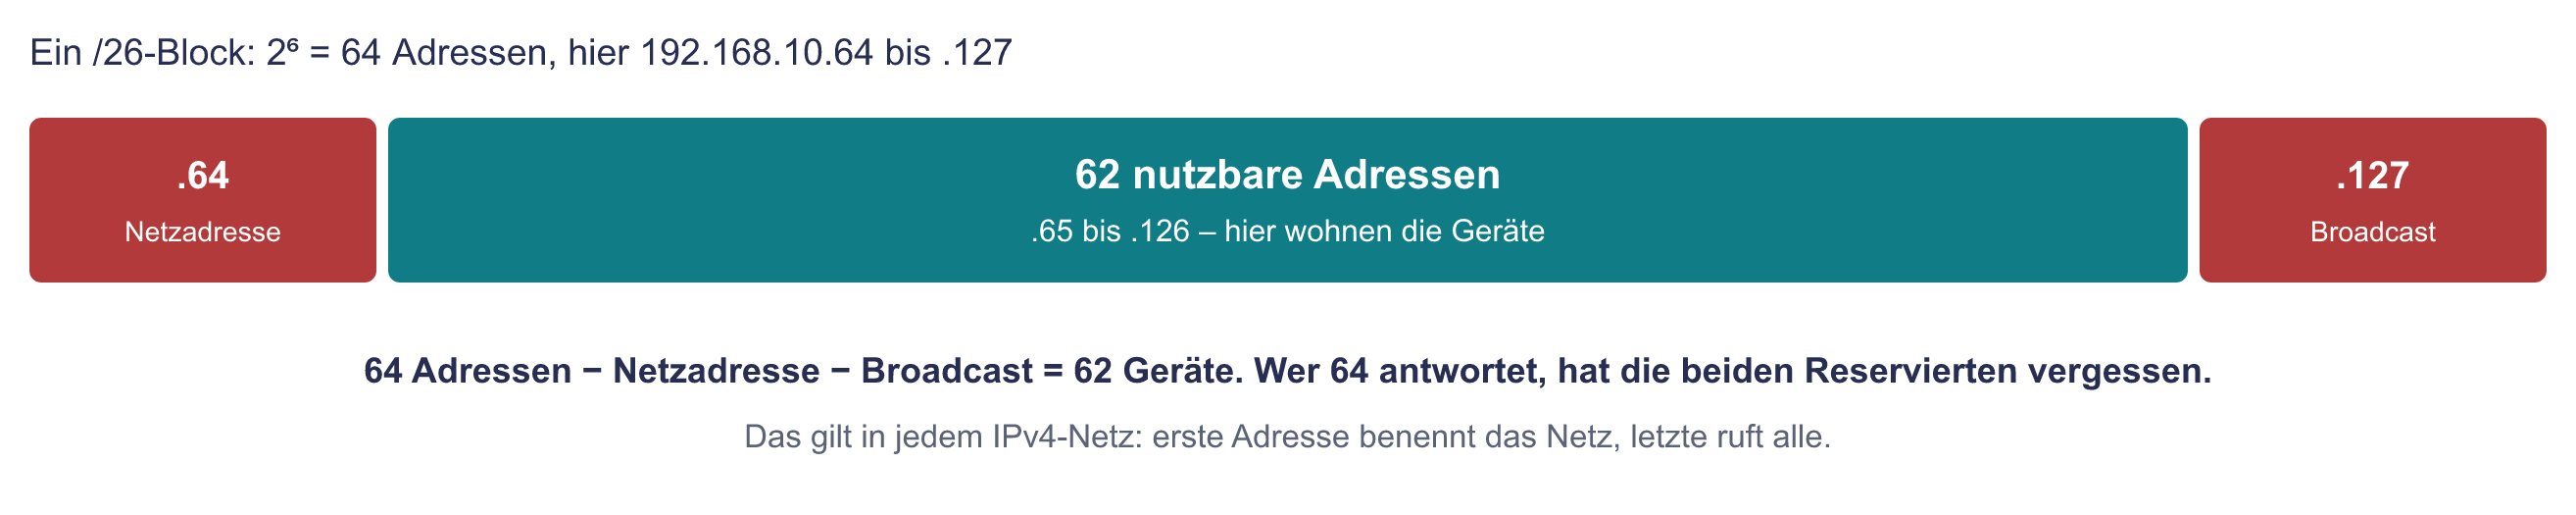 Ein /26-Block: 2⁶ = 64 Adressen, hier 192.168.10.64 bis .127
.64
Netzadresse
62 nutzbare Adressen
.65 bis .126 – hier wohnen die Geräte
.127
Broadcast
64 Adressen − Netzadresse − Broadcast = 62 Geräte. Wer 64 antwortet, hat die beiden Reservierten vergessen.
Das gilt in jedem IPv4-Netz: erste Adresse benennt das Netz, letzte ruft alle.